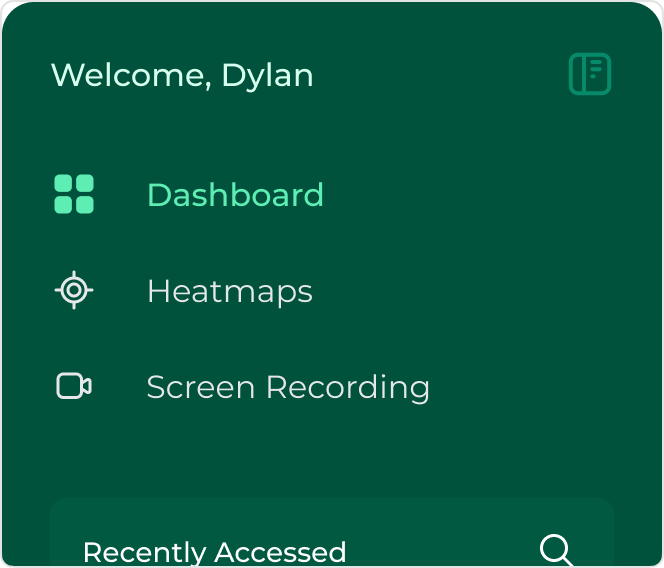 Welcome, Dylan
Dashboard
Heatmaps
Screen Recording
Recently Accessed